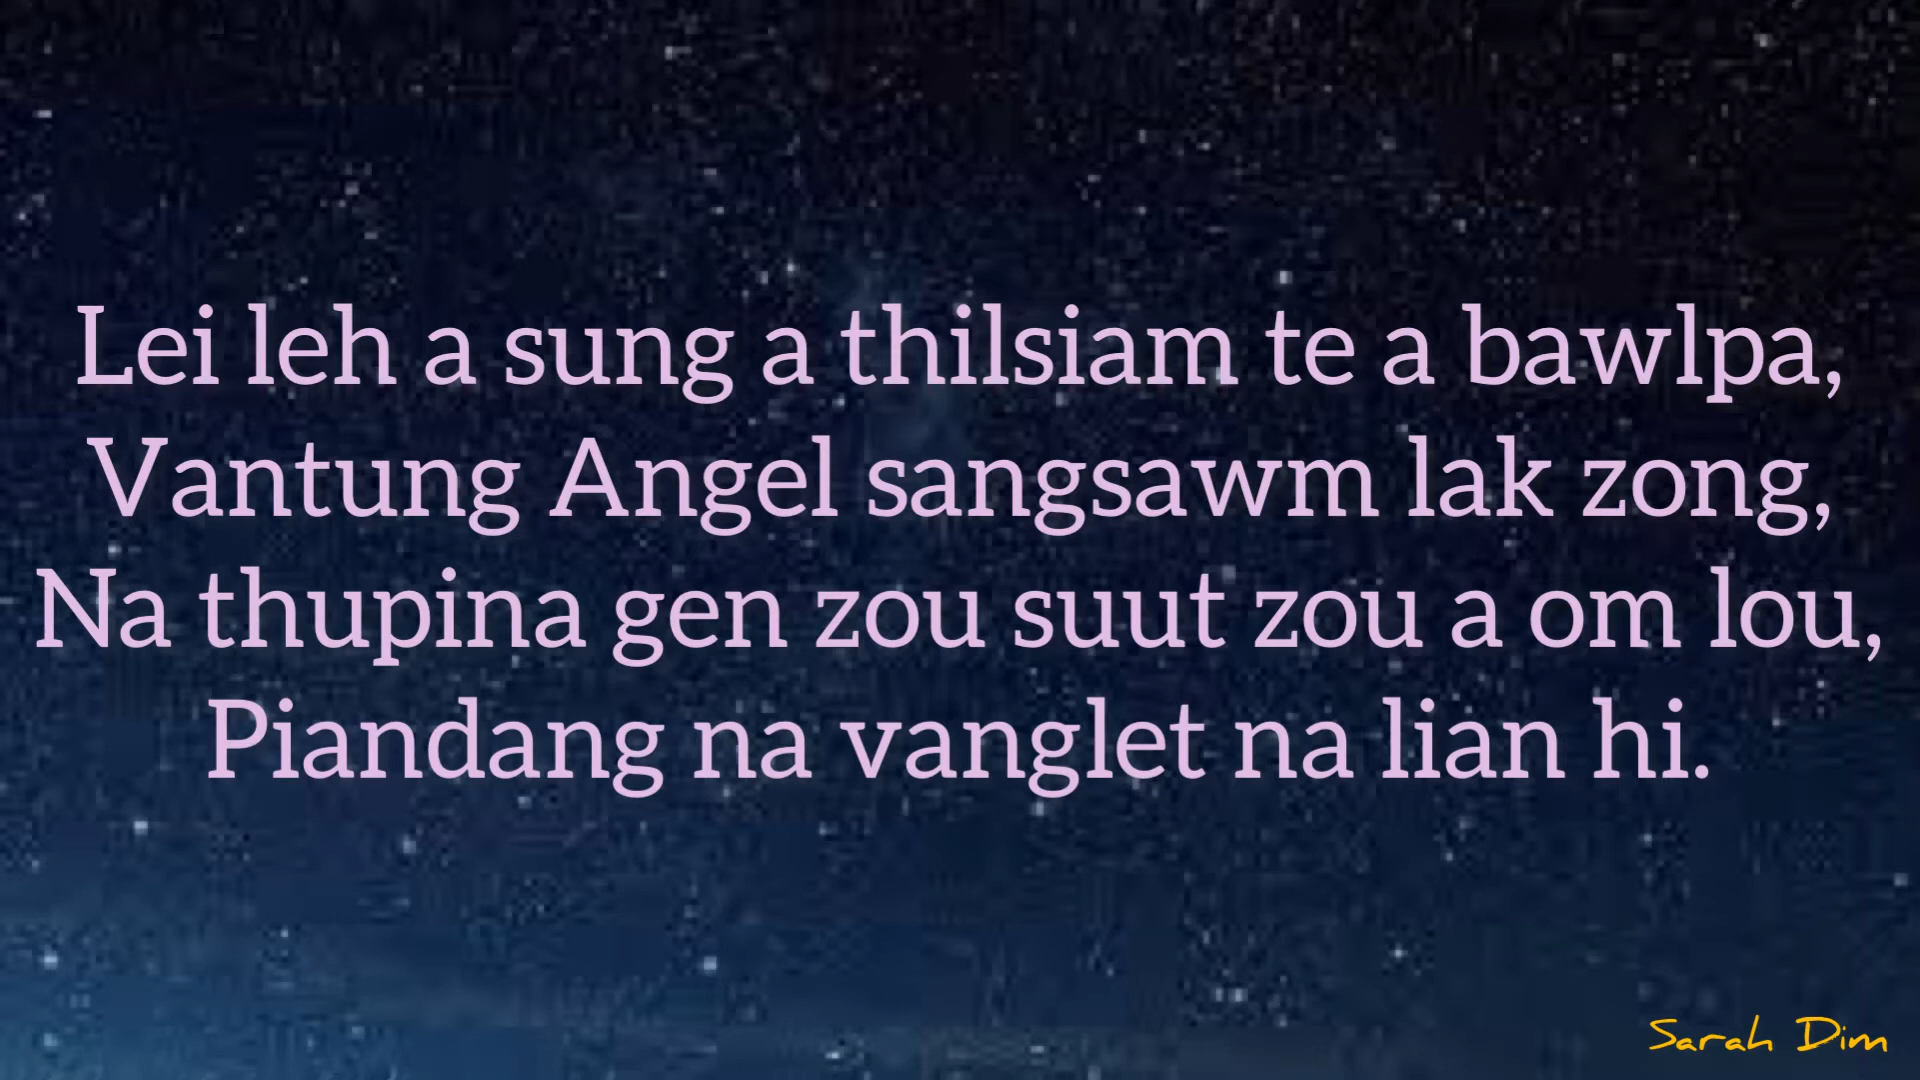 Lei leh a sung a thilsiam te a bawlpa,
Vantung Angel sangsawm lak zong,
Na thupina gen zou suut zou a om lou,
Piandang na vanglet na lian hi.
Sarah Dim